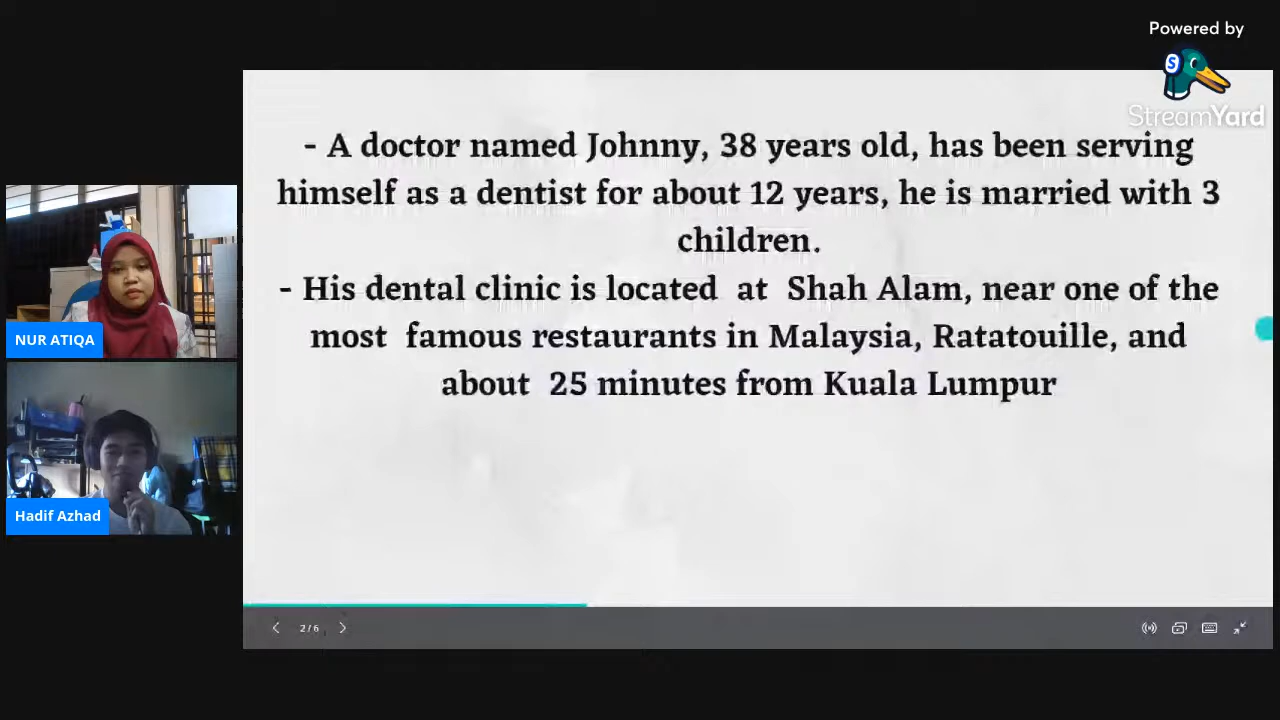 Powered by
StreamYard
- A doctor named Johnny, 38 years old, has been serving
himself as a dentist for about 12 years, he is married with 3
children.
- His dental clinic is located at Shah Alam, near one of the
most famous restaurants in Malaysia, Ratatouille, and
about 25 minutes from Kuala Lumpur
NUR ATIQA
Hadif Azhad
2/6